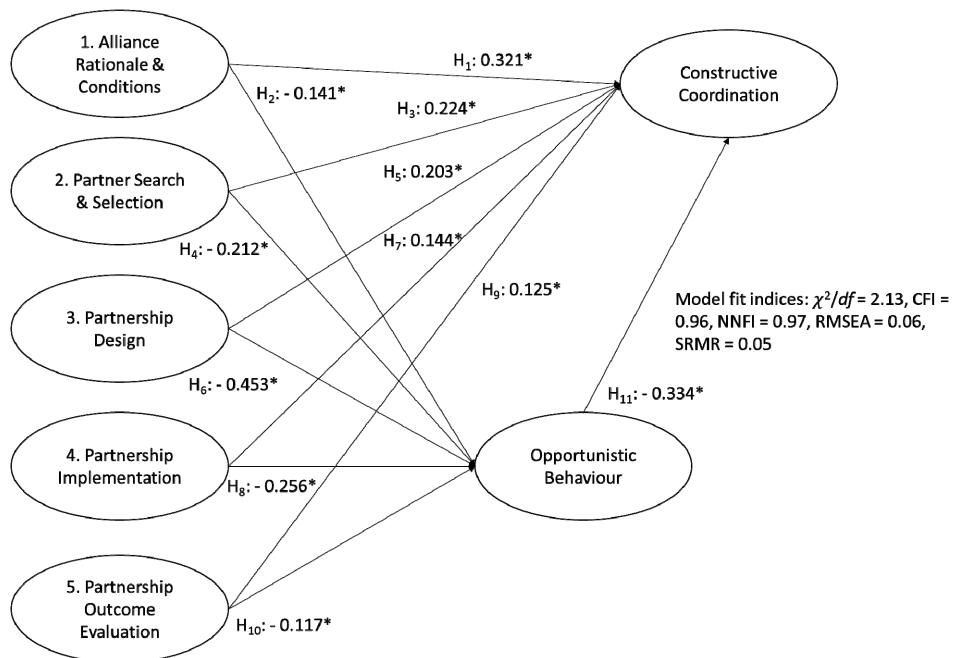 1. Alliance
Rationale &
Conditions
H₁: 0.321*
Constructive
Coordination
H₂: - 0.141*
H₃: 0.224*
2. Partner Search
& Selection
H₅: 0.203*
H₄: - 0.212*
H₇: 0.144*
H₉: 0.125*
3. Partnership
Design
Model fit indices: χ²/df = 2.13, CFI =
0.96, NNFI = 0.97, RMSEA = 0.06,
SRMR = 0.05
H₆: - 0.453*
H₁₁: - 0.334*
4. Partnership
Implementation
Opportunistic
Behaviour
H₈: - 0.256*
5. Partnership
Outcome
Evaluation
H₁₀: - 0.117*